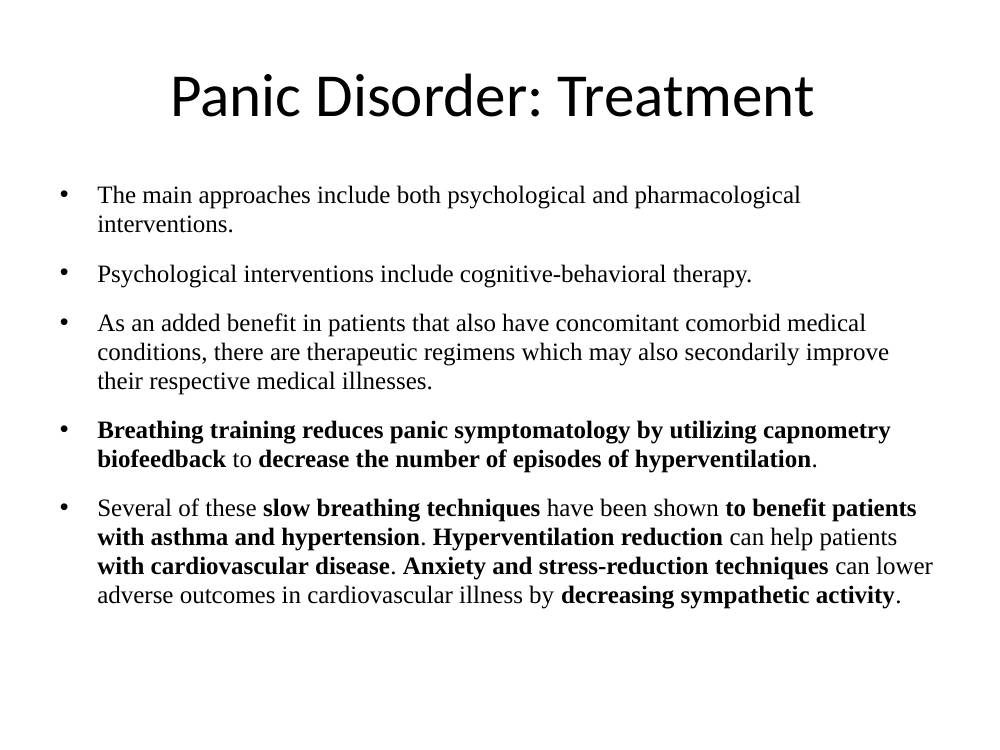 Panic Disorder: Treatment
• The main approaches include both psychological and pharmacological
interventions.
• Psychological interventions include cognitive-behavioral therapy.
• As an added benefit in patients that also have concomitant comorbid medical
conditions, there are therapeutic regimens which may also secondarily improve
their respective medical illnesses.
• Breathing training reduces panic symptomatology by utilizing capnometry
biofeedback to decrease the number of episodes of hyperventilation.
• Several of these slow breathing techniques have been shown to benefit patients
with asthma and hypertension. Hyperventilation reduction can help patients
with cardiovascular disease. Anxiety and stress-reduction techniques can lower
adverse outcomes in cardiovascular illness by decreasing sympathetic activity.